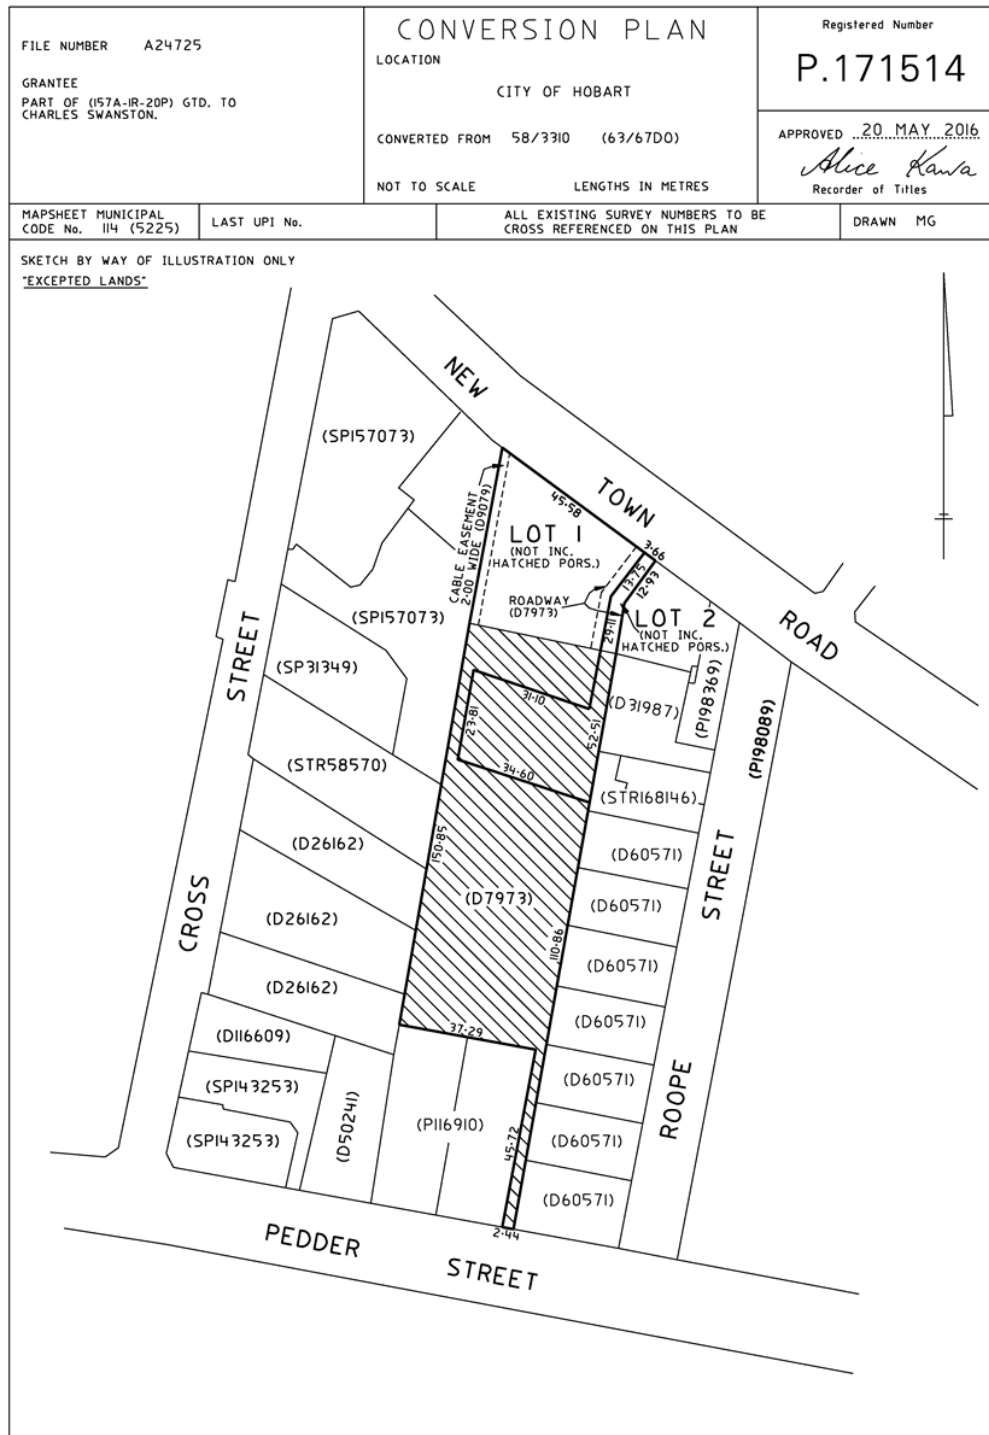 FILE NUMBER A24725
GRANTEE
PART OF (157A-1R-20P) GTD. TO
CHARLES SWANSTON.
CONVERSION PLAN
LOCATION
CITY OF HOBART
CONVERTED FROM 58/3310 (63/67DO)
NOT TO SCALE LENGTHS IN METRES
Registered Number
P.171514
APPROVED 20 MAY 2016
Alice Kawa
Recorder of Titles
MAPSHEET MUNICIPAL
CODE No. 114 (5225)
LAST UPI No.
ALL EXISTING SURVEY NUMBERS TO BE
CROSS REFERENCED ON THIS PLAN
DRAWN MG
SKETCH BY WAY OF ILLUSTRATION ONLY
"EXCEPTED LANDS"
NEW TOWN ROAD
(SP157073)
CABLE EASEMENT
2·00 WIDE (D9079)
45·58
LOT 1
(NOT INC.
HATCHED PORS.)
3·66
13·75
12·93
ROADWAY
(D7973)
29·11
LOT 2
(NOT INC.
HATCHED PORS.)
(SP157073)
(SP31349)
31·10
23·81
52·51
34·60
(D31987)
(P198369)
(P198089)
(STR58570)
(STR168146)
CROSS STREET
(D26162)
150·85
(D60571)
(D7973)
(D60571)
(D26162)
110·86
(D60571)
(D26162)
(D60571)
37·29
(D116609)
(D60571)
ROOPE STREET
(SP143253)
(D50241)
(P116910)
45·72
(SP143253)
(D60571)
(D60571)
2·44
PEDDER STREET